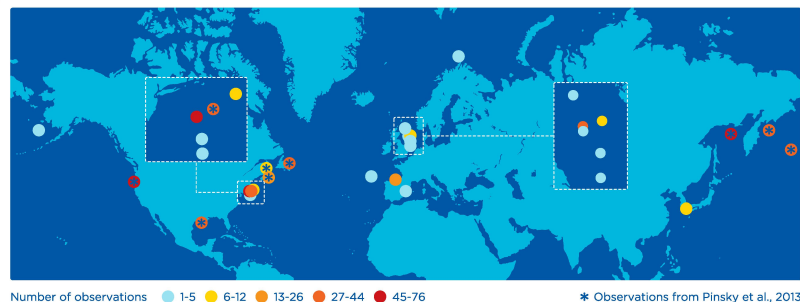 Number of observations 1-5 6-12 13-26 27-44 45-76 * Observations from Pinsky et al., 2013